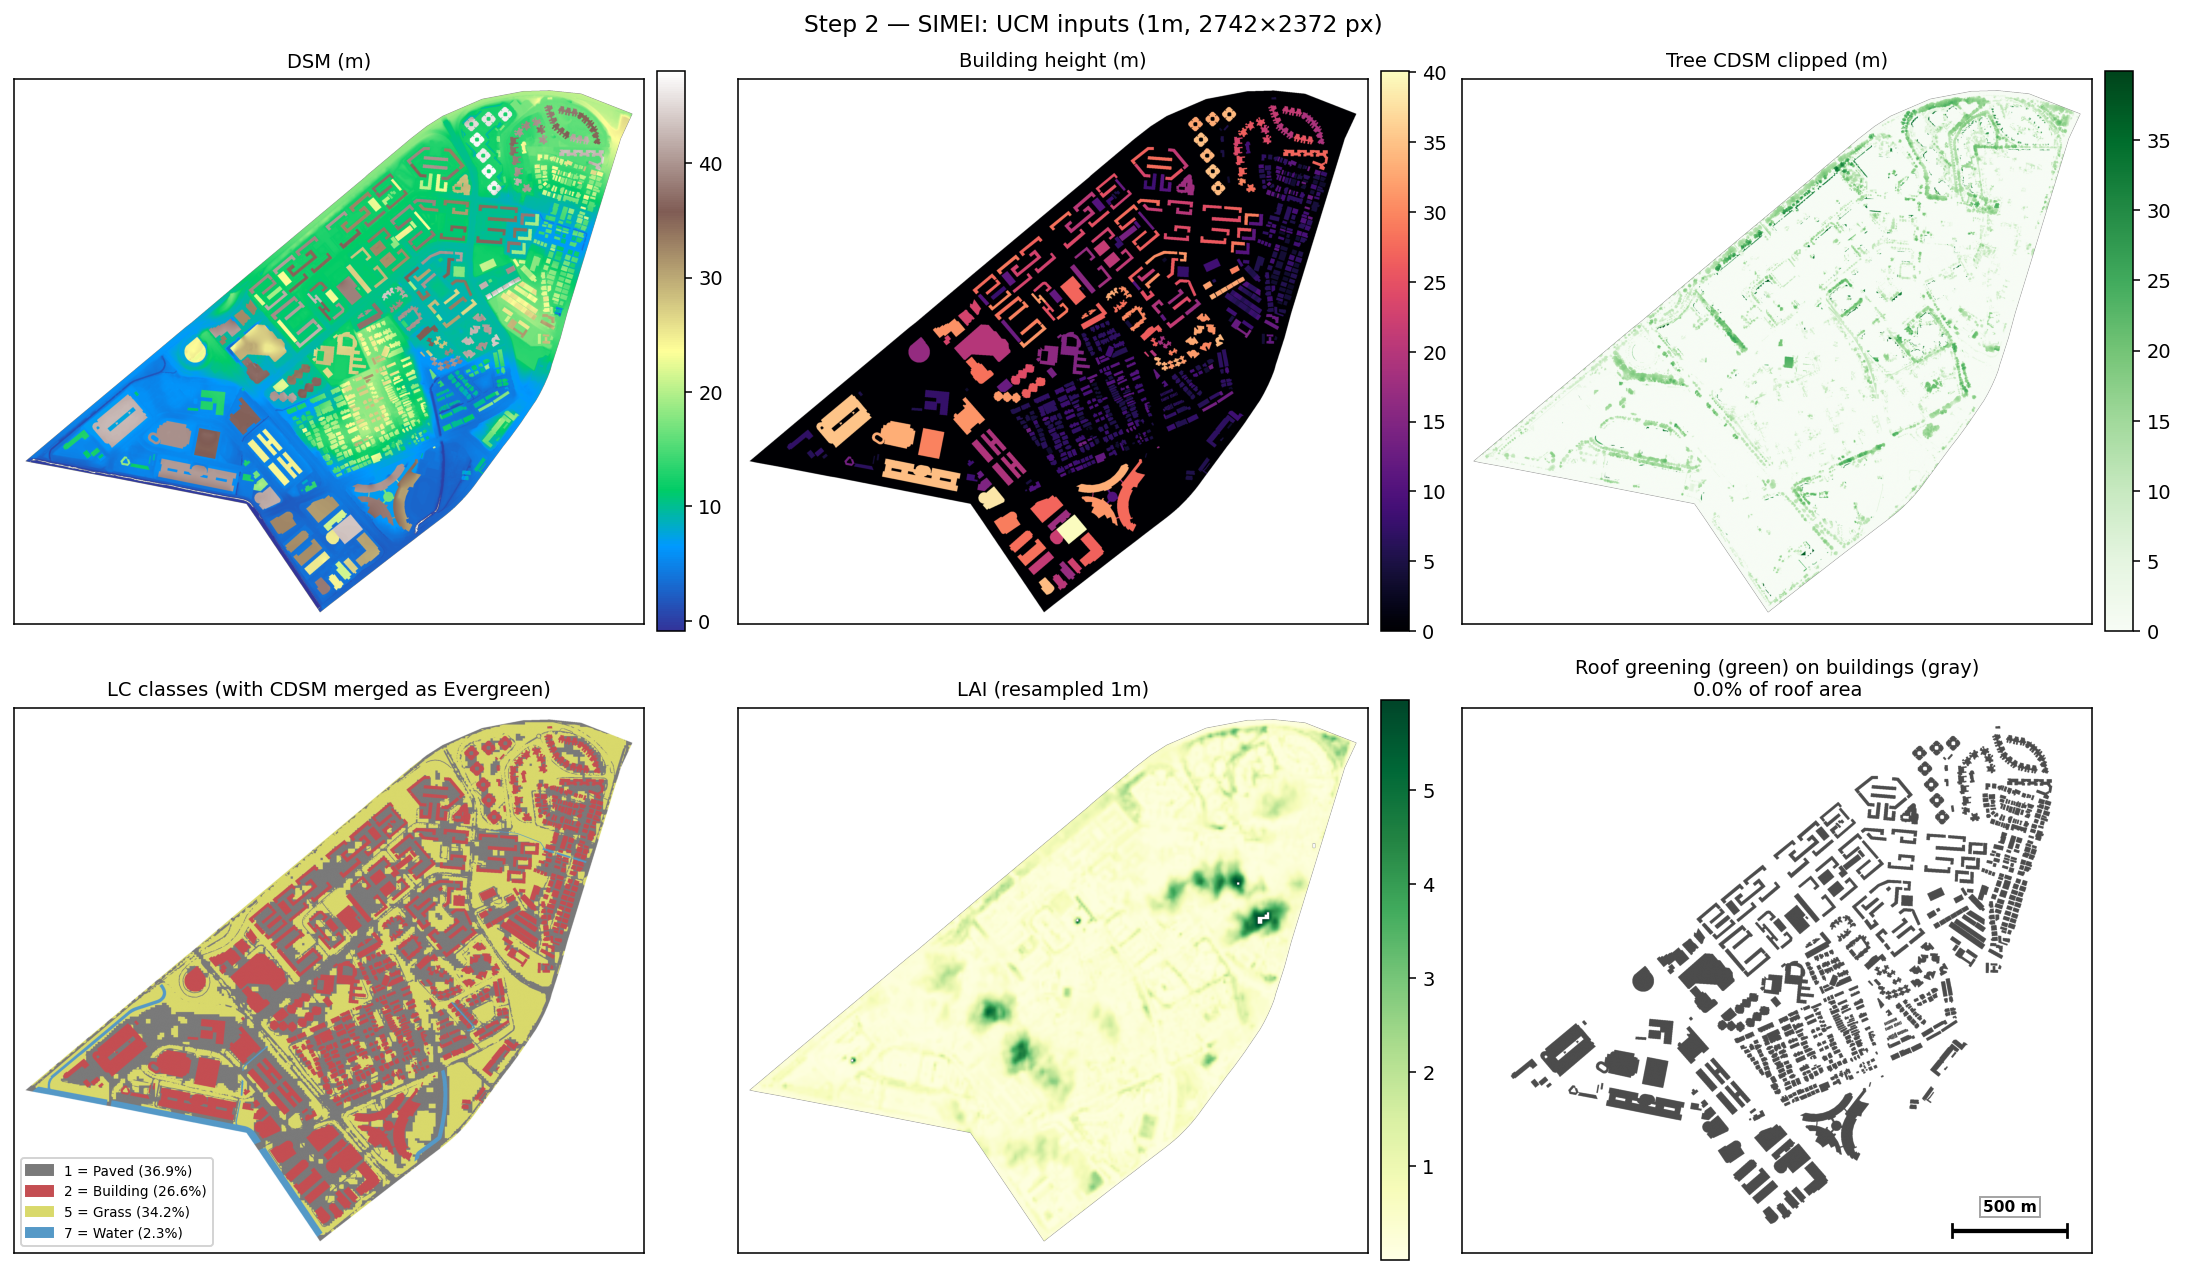 Step 2 — SIMEI: UCM inputs (1m, 2742×2372 px)
DSM (m)
40
30
20
10
0
Building height (m)
40
35
30
25
20
15
10
5
0
Tree CDSM clipped (m)
35
30
25
20
15
10
5
0
LC classes (with CDSM merged as Evergreen)
1 = Paved (36.9%)
2 = Building (26.6%)
5 = Grass (34.2%)
7 = Water (2.3%)
LAI (resampled 1m)
5
4
3
2
1
Roof greening (green) on buildings (gray)
0.0% of roof area
500 m